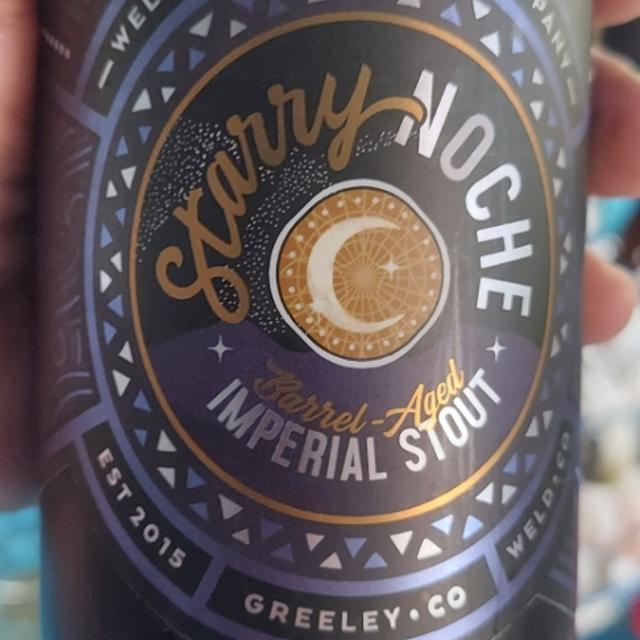 Starry NOCHE
Barrel-Aged
IMPERIAL STOUT
EST 2015
GREELEY • CO
WELD • CO